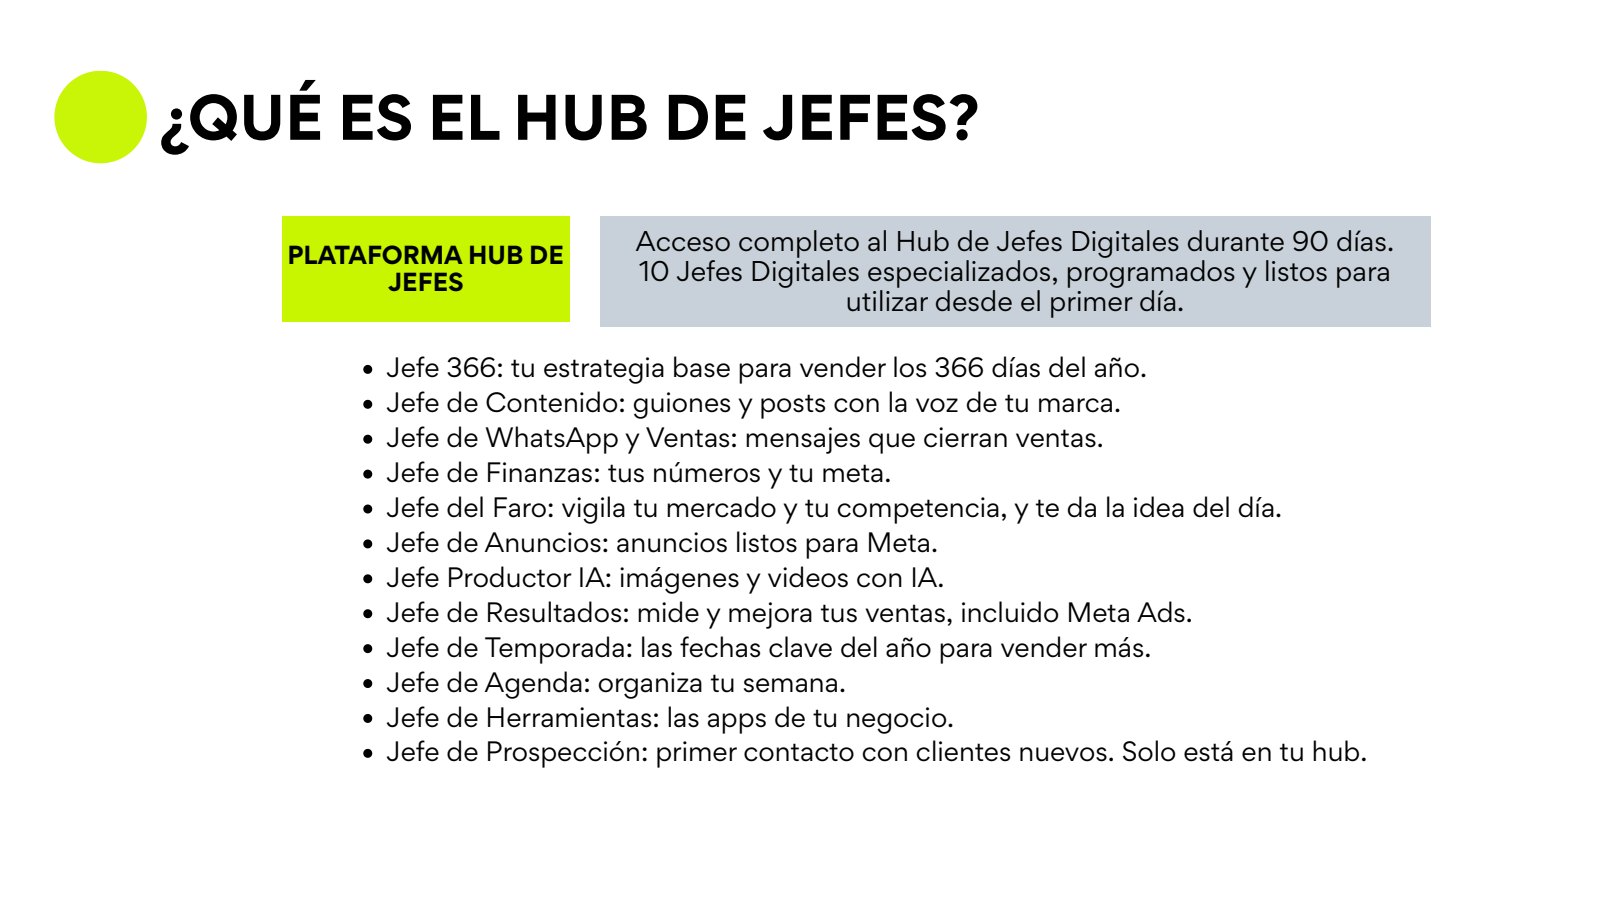 ¿QUÉ ES EL HUB DE JEFES?
PLATAFORMA HUB DE
JEFES
Acceso completo al Hub de Jefes Digitales durante 90 días.
10 Jefes Digitales especializados, programados y listos para
utilizar desde el primer día.
• Jefe 366: tu estrategia base para vender los 366 días del año.
• Jefe de Contenido: guiones y posts con la voz de tu marca.
• Jefe de WhatsApp y Ventas: mensajes que cierran ventas.
• Jefe de Finanzas: tus números y tu meta.
• Jefe del Faro: vigila tu mercado y tu competencia, y te da la idea del día.
• Jefe de Anuncios: anuncios listos para Meta.
• Jefe Productor IA: imágenes y videos con IA.
• Jefe de Resultados: mide y mejora tus ventas, incluido Meta Ads.
• Jefe de Temporada: las fechas clave del año para vender más.
• Jefe de Agenda: organiza tu semana.
• Jefe de Herramientas: las apps de tu negocio.
• Jefe de Prospección: primer contacto con clientes nuevos. Solo está en tu hub.